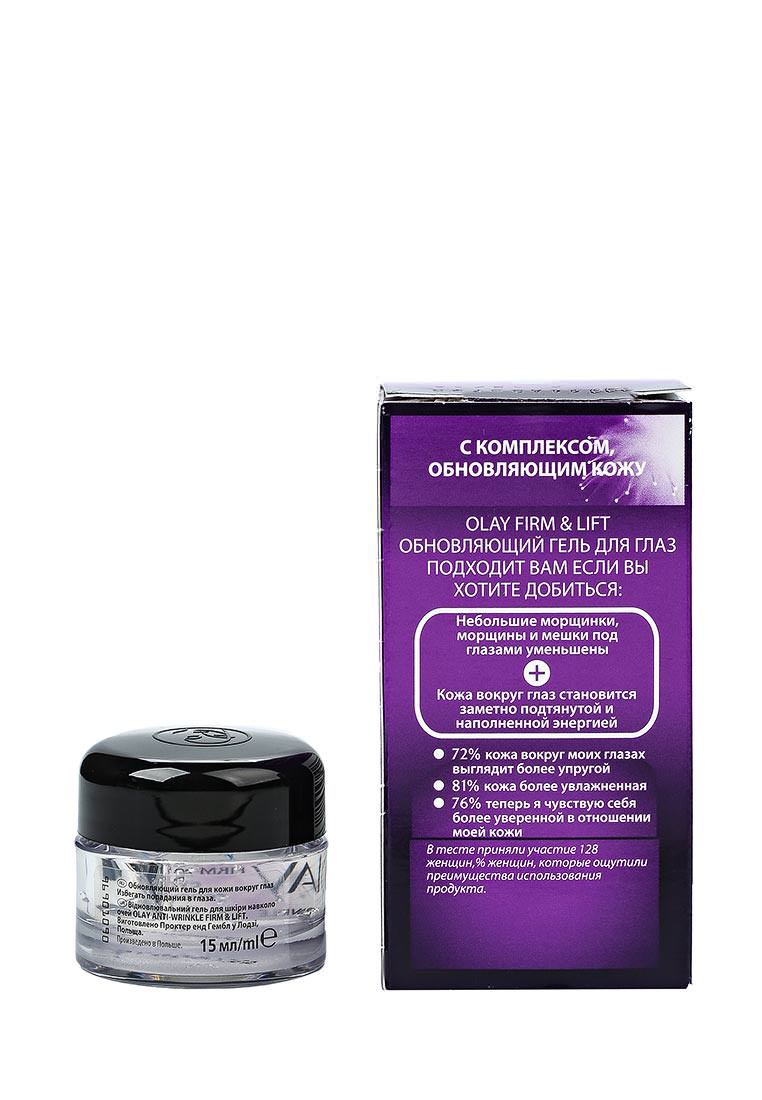 С КОМПЛЕКСОМ,
ОБНОВЛЯЮЩИМ КОЖУ
OLAY FIRM & LIFT
ОБНОВЛЯЮЩИЙ ГЕЛЬ ДЛЯ ГЛАЗ
ПОДХОДИТ ВАМ ЕСЛИ ВЫ
ХОТИТЕ ДОБИТЬСЯ:
Небольшие морщинки,
морщины и мешки под
глазами уменьшены
+
Кожа вокруг глаз становится
заметно подтянутой и
наполненной энергией
● 72% кожа вокруг моих глазах
выглядит более упругой
● 81% кожа более увлажненная
● 76% теперь я чувствую себя
более уверенной в отношении
моей кожи
В тесте приняли участие 128
женщин,% женщин, которые ощутили
преимущества использования
продукта.
Обновляющий гель для кожи вокруг глаз
Избегать попадания в глаза.
Відновлювальний гель для шкіри навколо
очей OLAY ANTI-WRINKLE FIRM & LIFT.
Виготовлено Проктер енд Гембл у Лодзі,
Польща.
Произведено в Польше.
15 мл/ml e